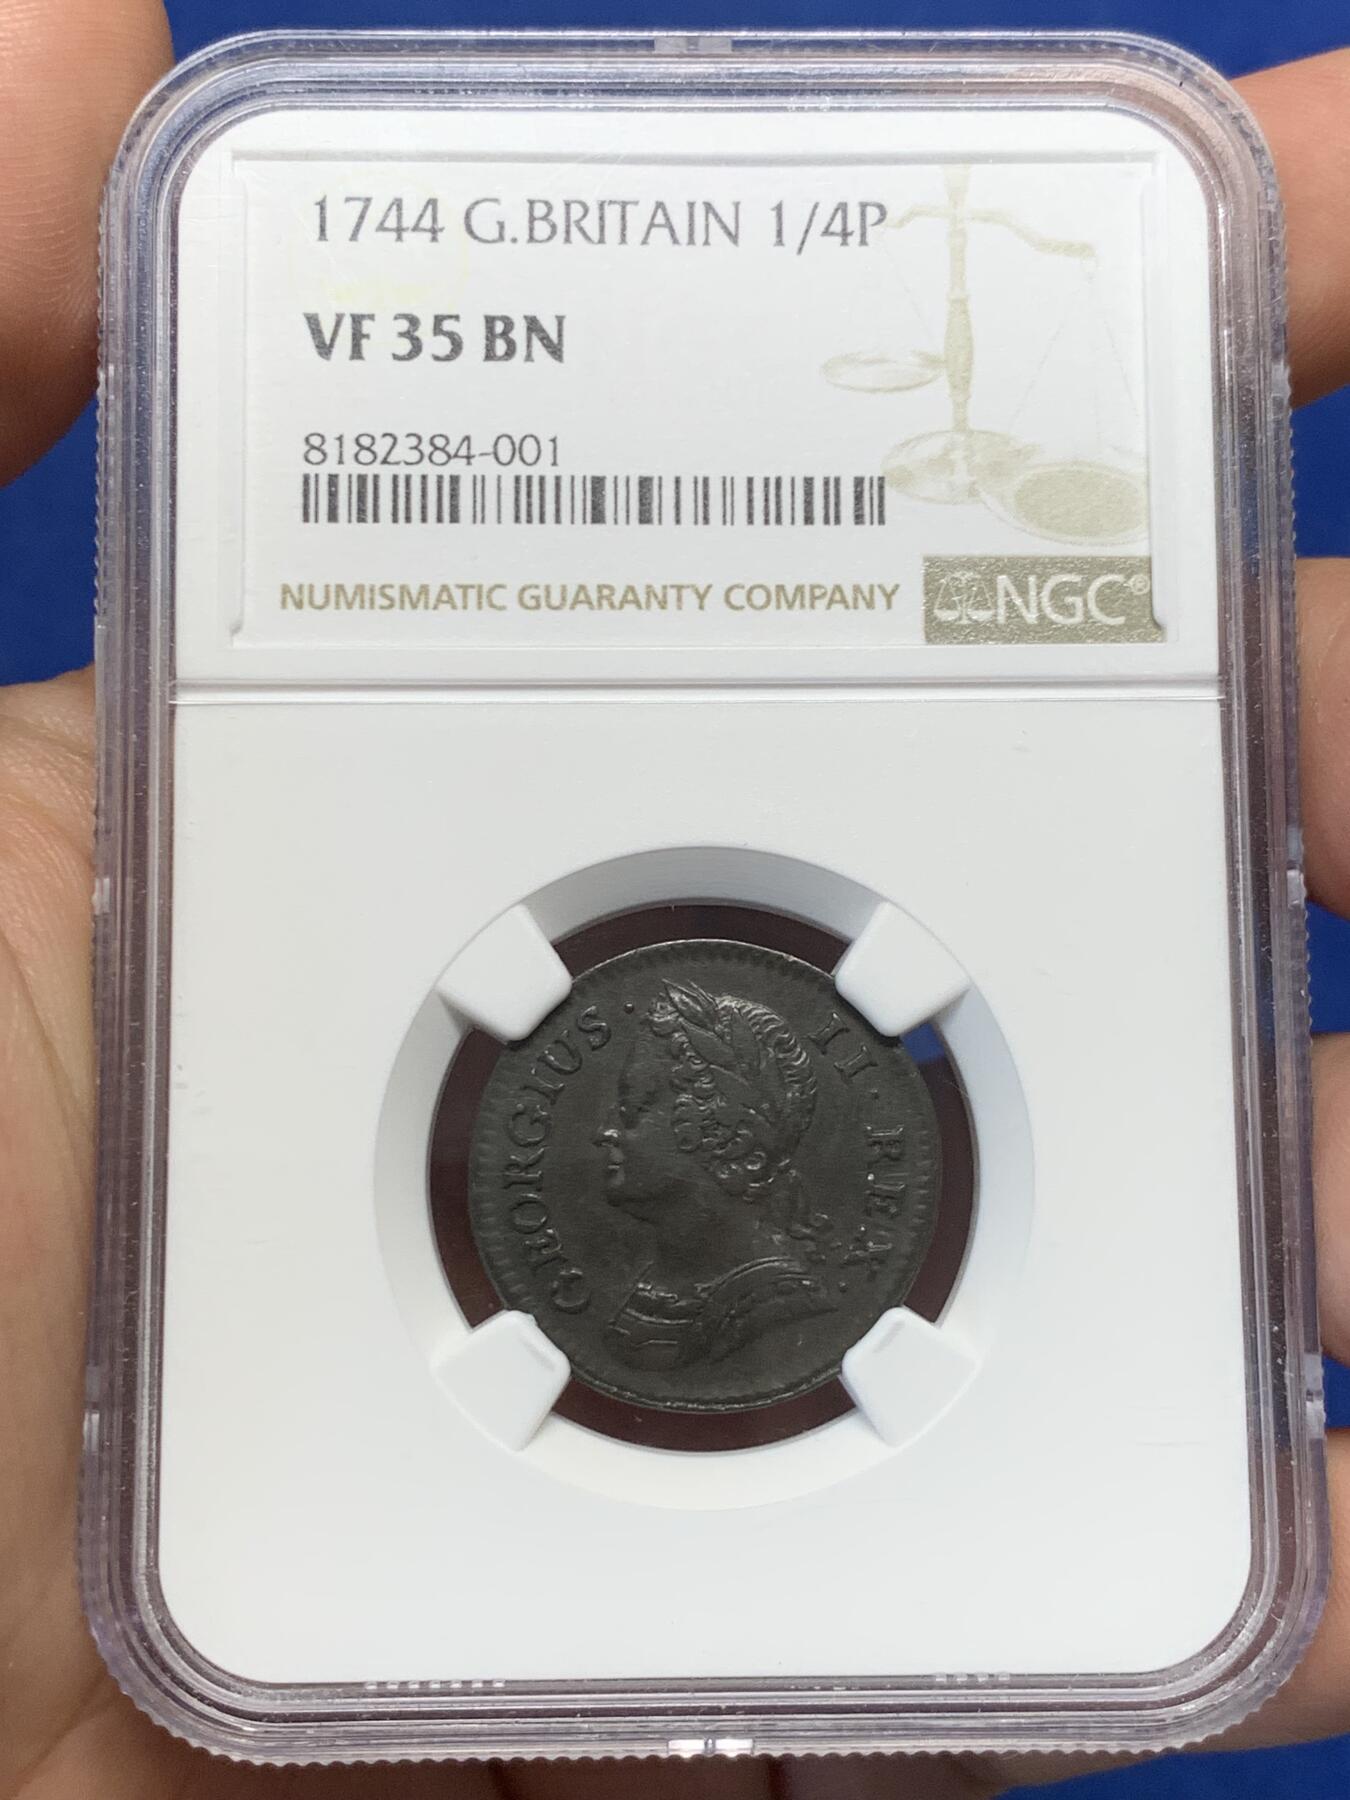 1744 G.BRITAIN 1/4P
VF 35 BN
8182384-001
NUMISMATIC GUARANTY COMPANY
NGC®
GEORGIUS · II · REX ·